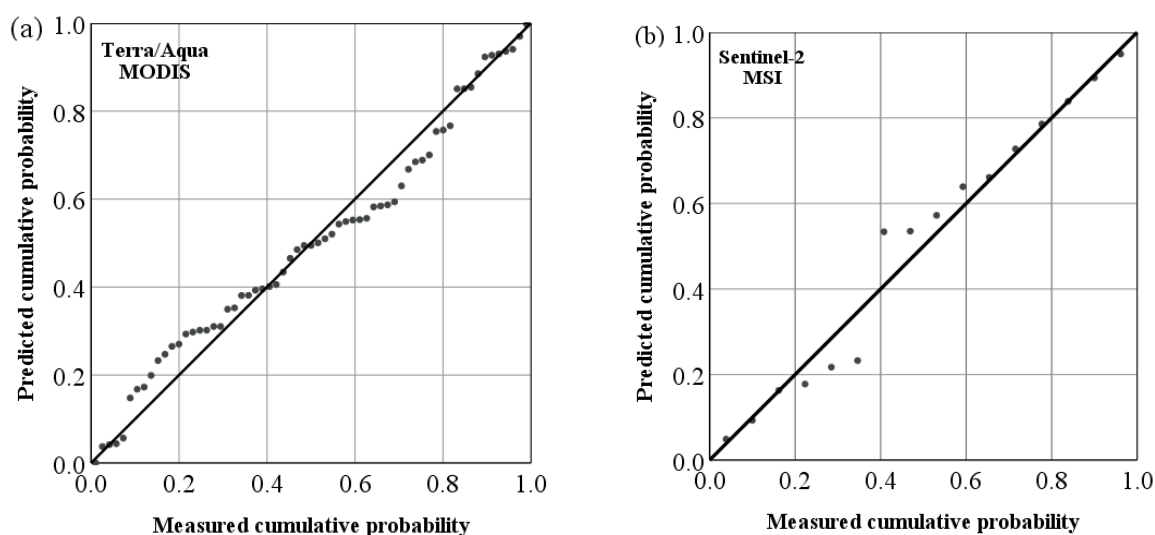 (a)
Terra/Aqua
MODIS
Predicted cumulative probability
1.0
0.8
0.6
0.4
0.2
0.0
0.0 0.2 0.4 0.6 0.8 1.0
Measured cumulative probability
(b)
Sentinel-2
MSI
Predicted cumulative probability
1.0
0.8
0.6
0.4
0.2
0.0
0.0 0.2 0.4 0.6 0.8 1.0
Measured cumulative probability